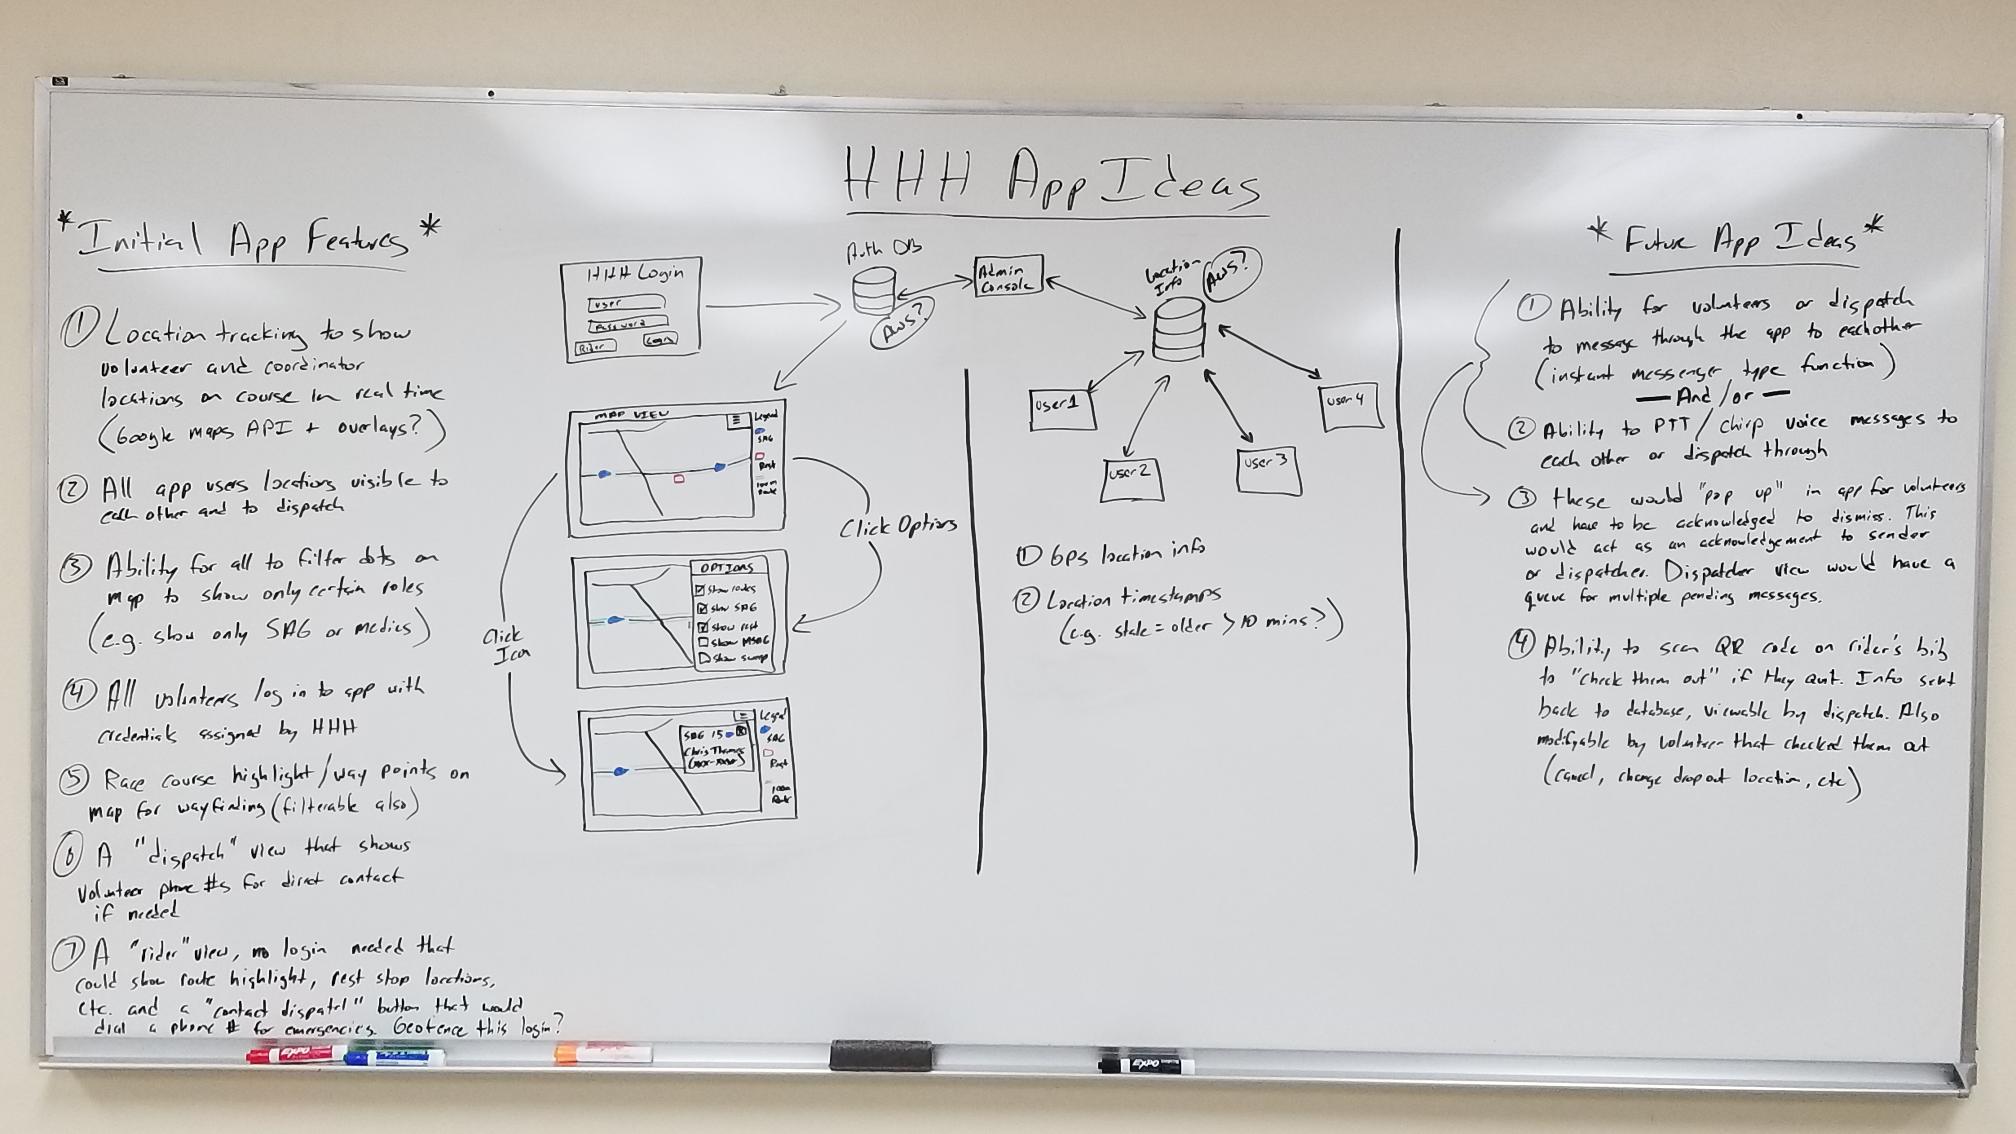 HHH App Ideas
*Initial App Features*
① Location tracking to show
volunteer and coordinator
locations on course in real time
(Google maps API + overlays?)
② All app users locations visible to
each other and to dispatch
③ Ability for all to filter dots on
map to show only certain roles
(e.g. show only SAG or medics)
④ All volunteers log in to app with
credentials assigned by HHH
⑤ Race course highlight/way points on
map for wayfinding (filterable also)
⑥ A "dispatch" view that shows
volunteer phone #s for direct contact
if needed
⑦ A "rider" view, no login needed that
could show route highlight, rest stop locations,
etc. and a "contact dispatch" button that would
dial a phone # for emergencies. Geofence this login?
HHH Login
user
password
Rider
Login
Auth DB
AWS?
Admin
Console
Location
Info
AWS?
MAP VIEW
Legend
SAG
Rest
100m
Route
Click Options
Click
Icon
OPTIONS
Show routes
Show SAG
Show rest
Show MSAG
Show sweep
SAG 15
Chris Thomas
Legend
SAG
Rest
100m
Route
user1
user2
user3
user4
① GPS location info
② Location timestamps
(e.g. stale = older > 10 mins?)
*Future App Ideas*
① Ability for volunteers or dispatch
to message through the app to eachother
(instant messenger type function)
— And/or —
② Ability to PTT/chirp voice messages to
each other or dispatch through
③ These would "pop up" in app for volunteers
and have to be acknowledged to dismiss. This
would act as an acknowledgement to sender
or dispatcher. Dispatcher view would have a
queue for multiple pending messages.
④ Ability to scan QR code on rider's bib
to "check them out" if they quit. Info sent
back to database, viewable by dispatch. Also
modifyable by volunteer that checked them out
(cancel, change drop out location, etc)
EXPO
EXPO